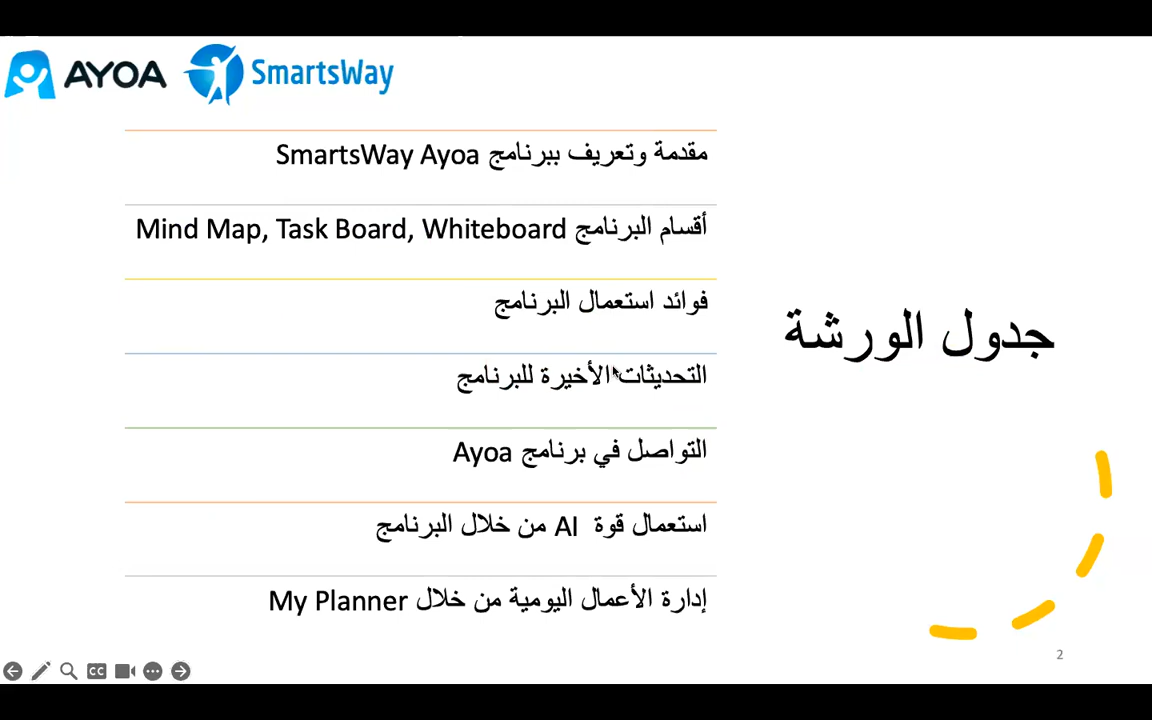 AYOA SmartsWay
جدول الورشة
مقدمة وتعريف ببرنامج SmartsWay Ayoa
أقسام البرنامج Mind Map, Task Board, Whiteboard
فوائد استعمال البرنامج
التحديثات الأخيرة للبرنامج
التواصل في برنامج Ayoa
استعمال قوة AI من خلال البرنامج
إدارة الأعمال اليومية من خلال My Planner
2
CC